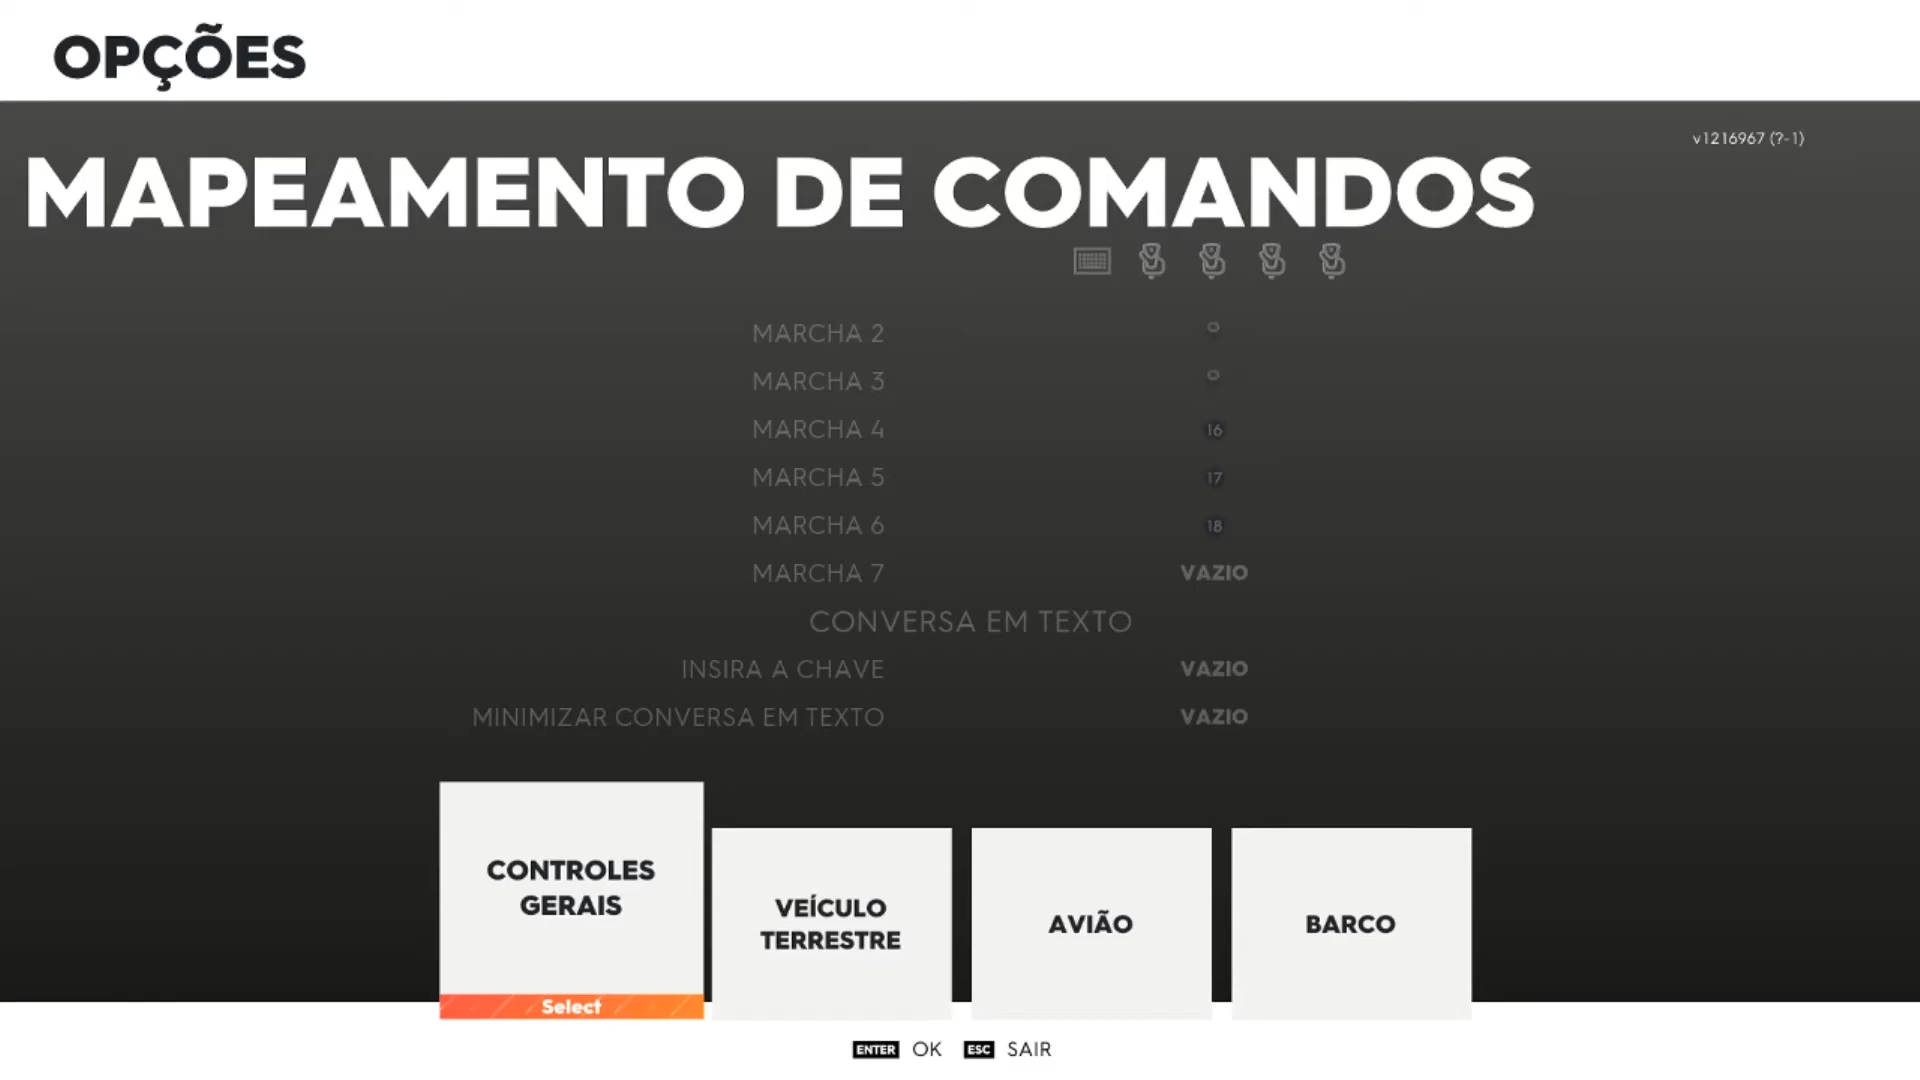 OPÇÕES
v1216967 (?-1)
MAPEAMENTO DE COMANDOS
MARCHA 2
MARCHA 3
MARCHA 4 16
MARCHA 5 17
MARCHA 6 18
MARCHA 7 VAZIO
CONVERSA EM TEXTO
INSIRA A CHAVE VAZIO
MINIMIZAR CONVERSA EM TEXTO VAZIO
CONTROLES
GERAIS
Select
VEÍCULO
TERRESTRE
AVIÃO
BARCO
ENTER OK ESC SAIR